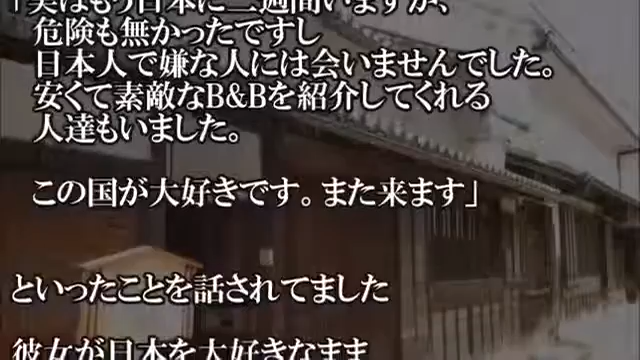 「実はもう日本に二週間いますが、
危険も無かったですし
日本人で嫌な人には会いませんでした。
安くて素敵なB&Bを紹介してくれる
人達もいました。
この国が大好きです。また来ます」
といったことを話されてました
彼女が日本を大好きなまま